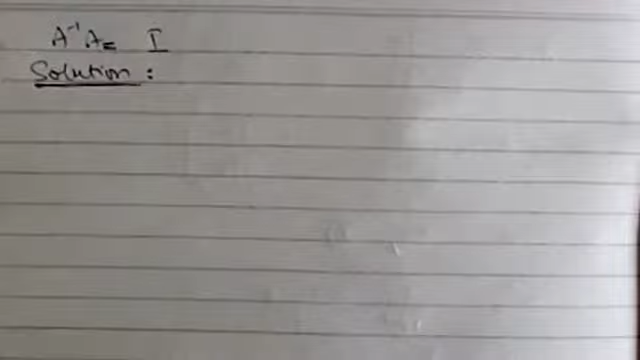 A⁻¹A = I
Solution :